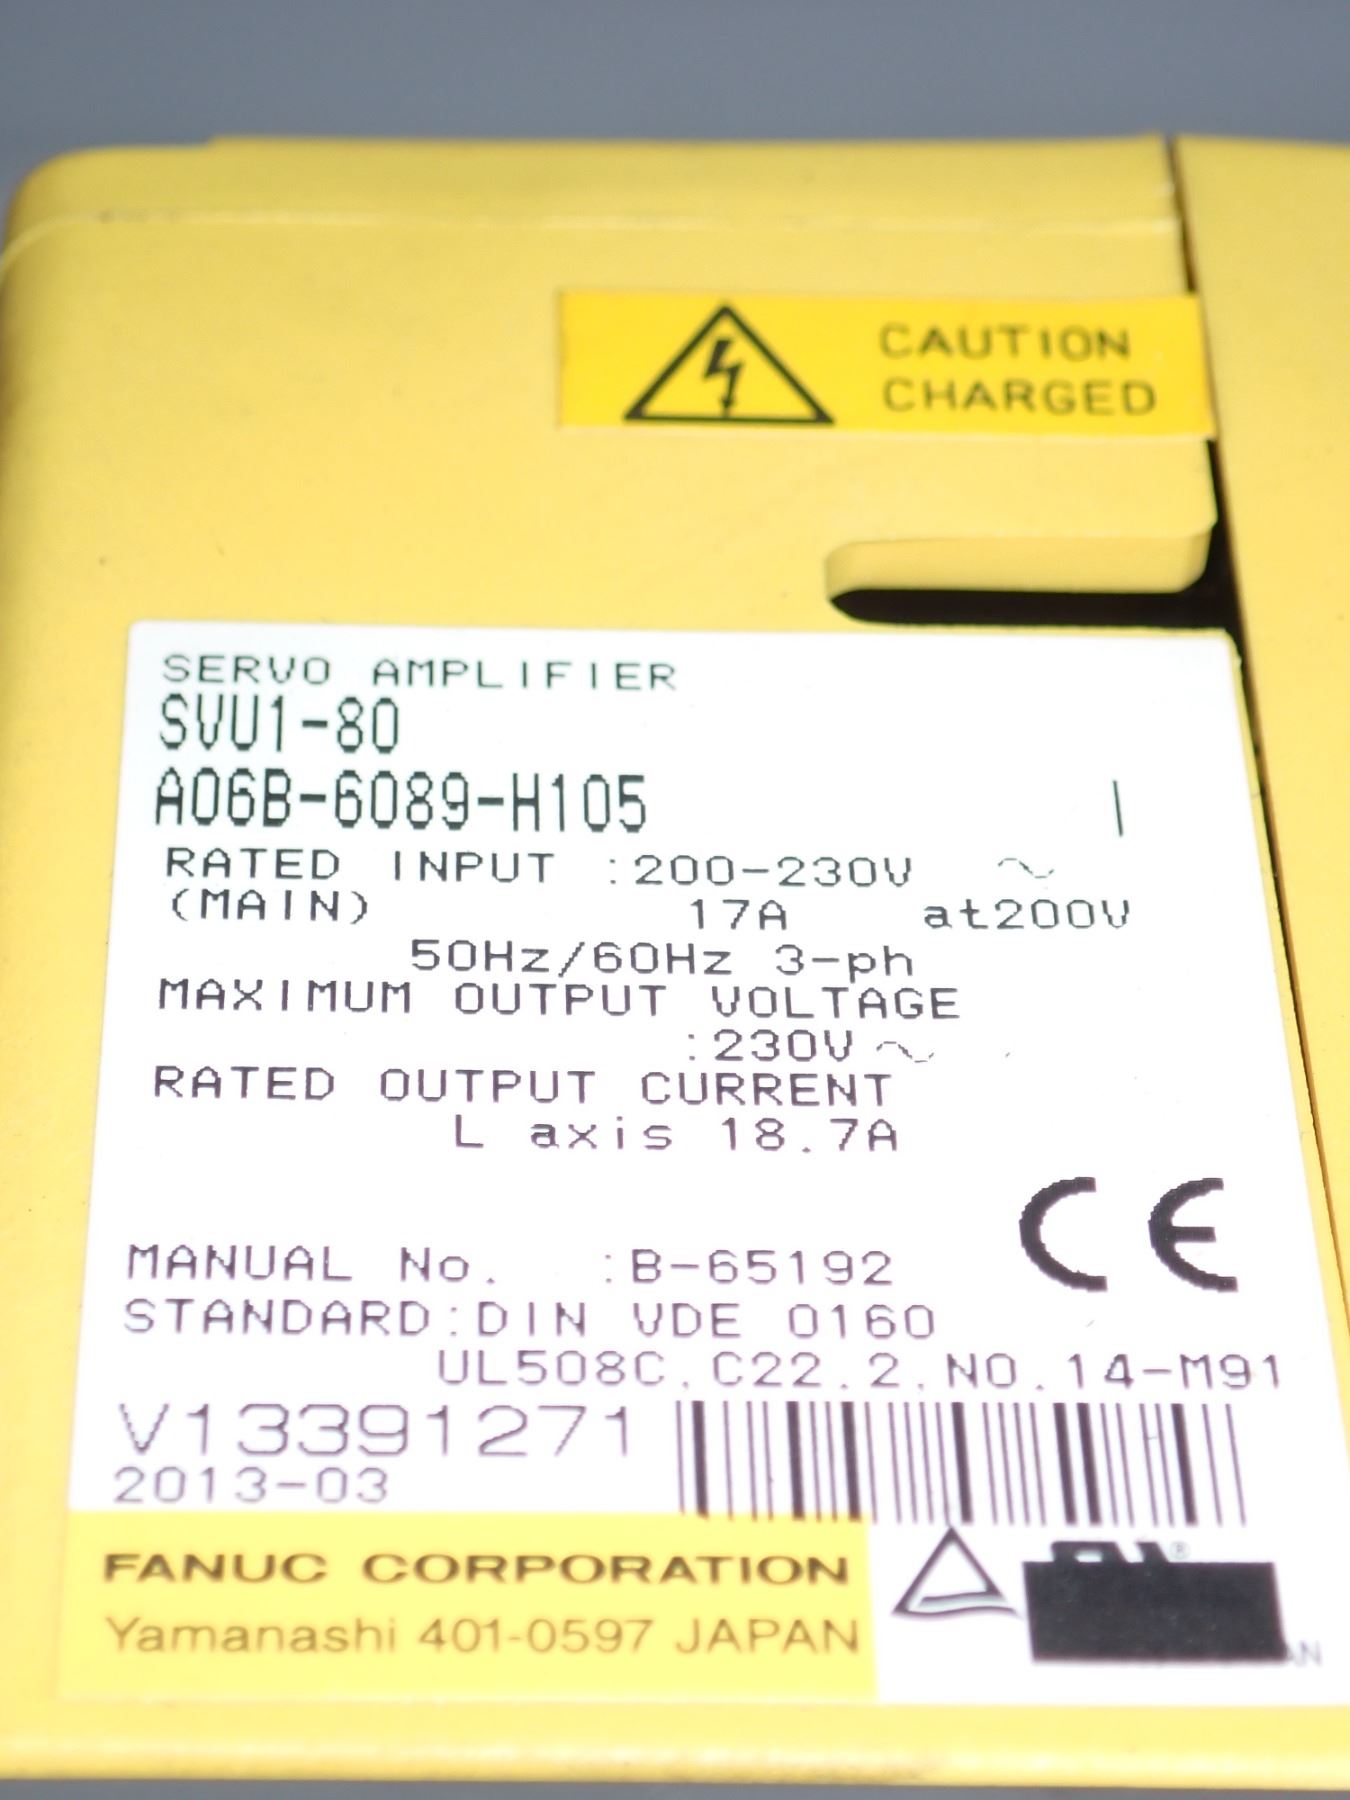 CAUTION
CHARGED
SERVO AMPLIFIER
SVU1-80
A06B-6089-H105 |
RATED INPUT :200-230V ~
(MAIN) 17A at200V
50Hz/60Hz 3-ph
MAXIMUM OUTPUT VOLTAGE
:230V ~
RATED OUTPUT CURRENT
L axis 18.7A
CE
MANUAL No. :B-65192
STANDARD:DIN VDE 0160
UL508C.C22.2.NO.14-M91
V13391271
2013-03
FANUC CORPORATION
Yamanashi 401-0597 JAPAN
®